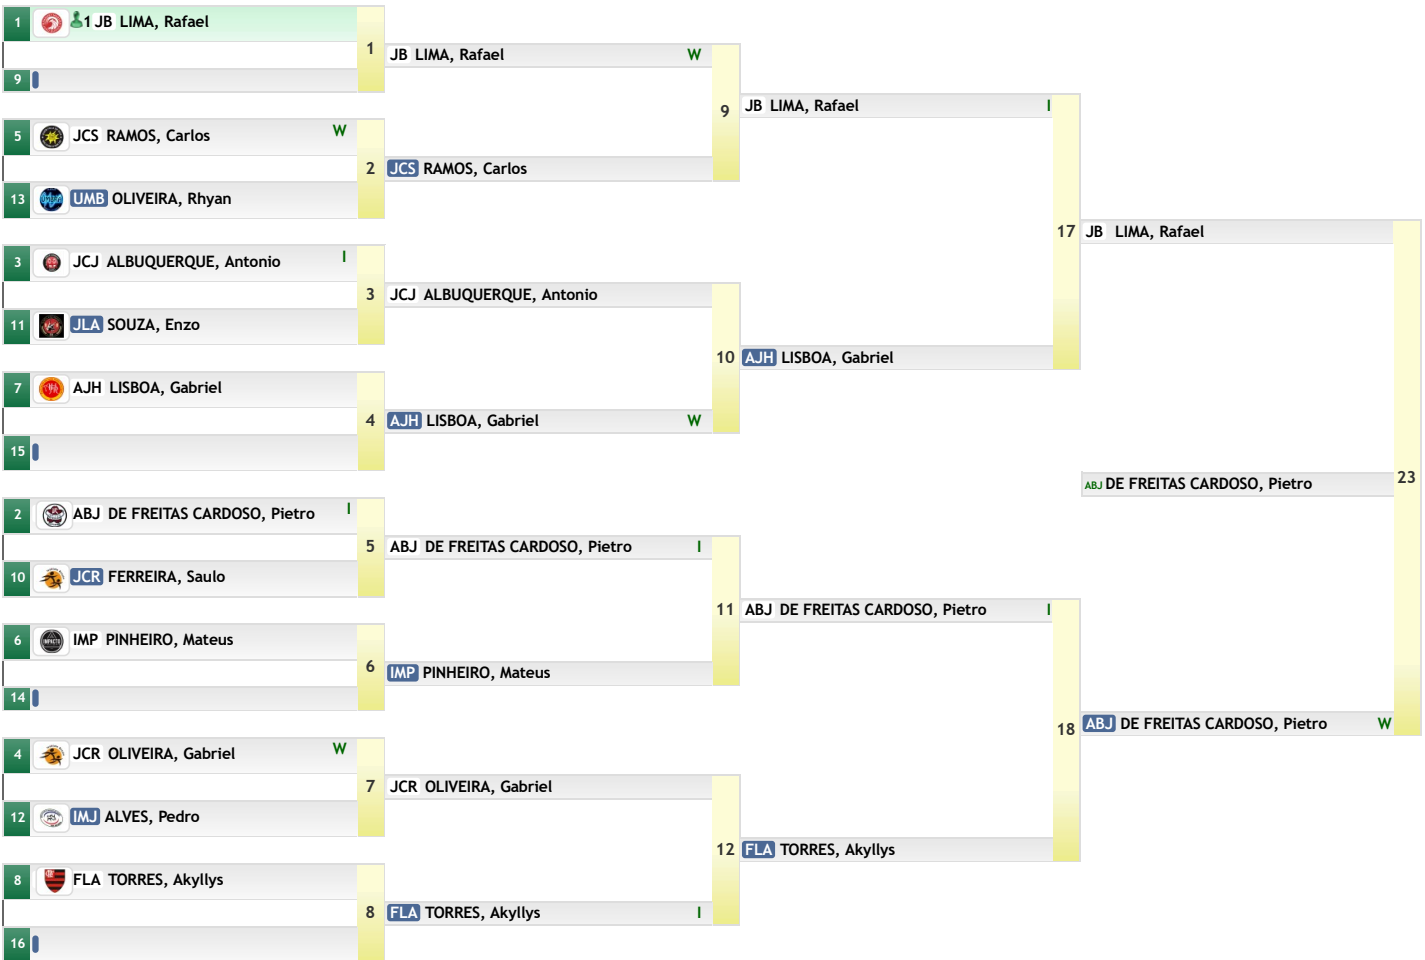 1 1 JB LIMA, Rafael
1
9
JB LIMA, Rafael W
9
5 JCS RAMOS, Carlos W
2
13 UMB OLIVEIRA, Rhyan
JCS RAMOS, Carlos
JB LIMA, Rafael I
17
3 JCJ ALBUQUERQUE, Antonio I
3
11 JLA SOUZA, Enzo
JCJ ALBUQUERQUE, Antonio
10
7 AJH LISBOA, Gabriel
4
15
AJH LISBOA, Gabriel W
AJH LISBOA, Gabriel
JB LIMA, Rafael
23
ABJ DE FREITAS CARDOSO, Pietro
2 ABJ DE FREITAS CARDOSO, Pietro I
5
10 JCR FERREIRA, Saulo
ABJ DE FREITAS CARDOSO, Pietro I
11
6 IMP PINHEIRO, Mateus
6
14
IMP PINHEIRO, Mateus
ABJ DE FREITAS CARDOSO, Pietro I
18
4 JCR OLIVEIRA, Gabriel W
7
12 IMJ ALVES, Pedro
JCR OLIVEIRA, Gabriel
12
8 FLA TORRES, Akyllys
8
16
FLA TORRES, Akyllys I
FLA TORRES, Akyllys
ABJ DE FREITAS CARDOSO, Pietro W